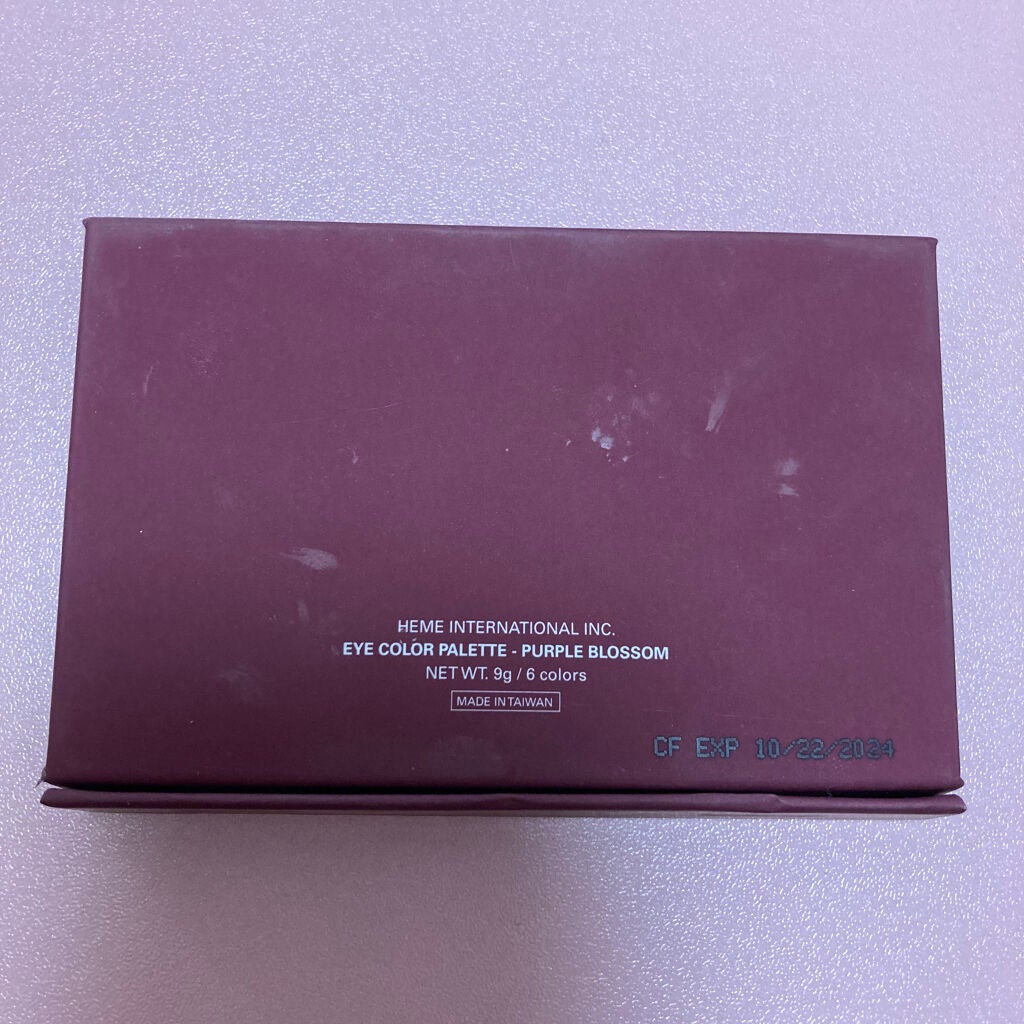 HEME INTERNATIONAL INC.
EYE COLOR PALETTE - PURPLE BLOSSOM
NET WT. 9g / 6 colors
MADE IN TAIWAN
CF EXP 10/22/2024